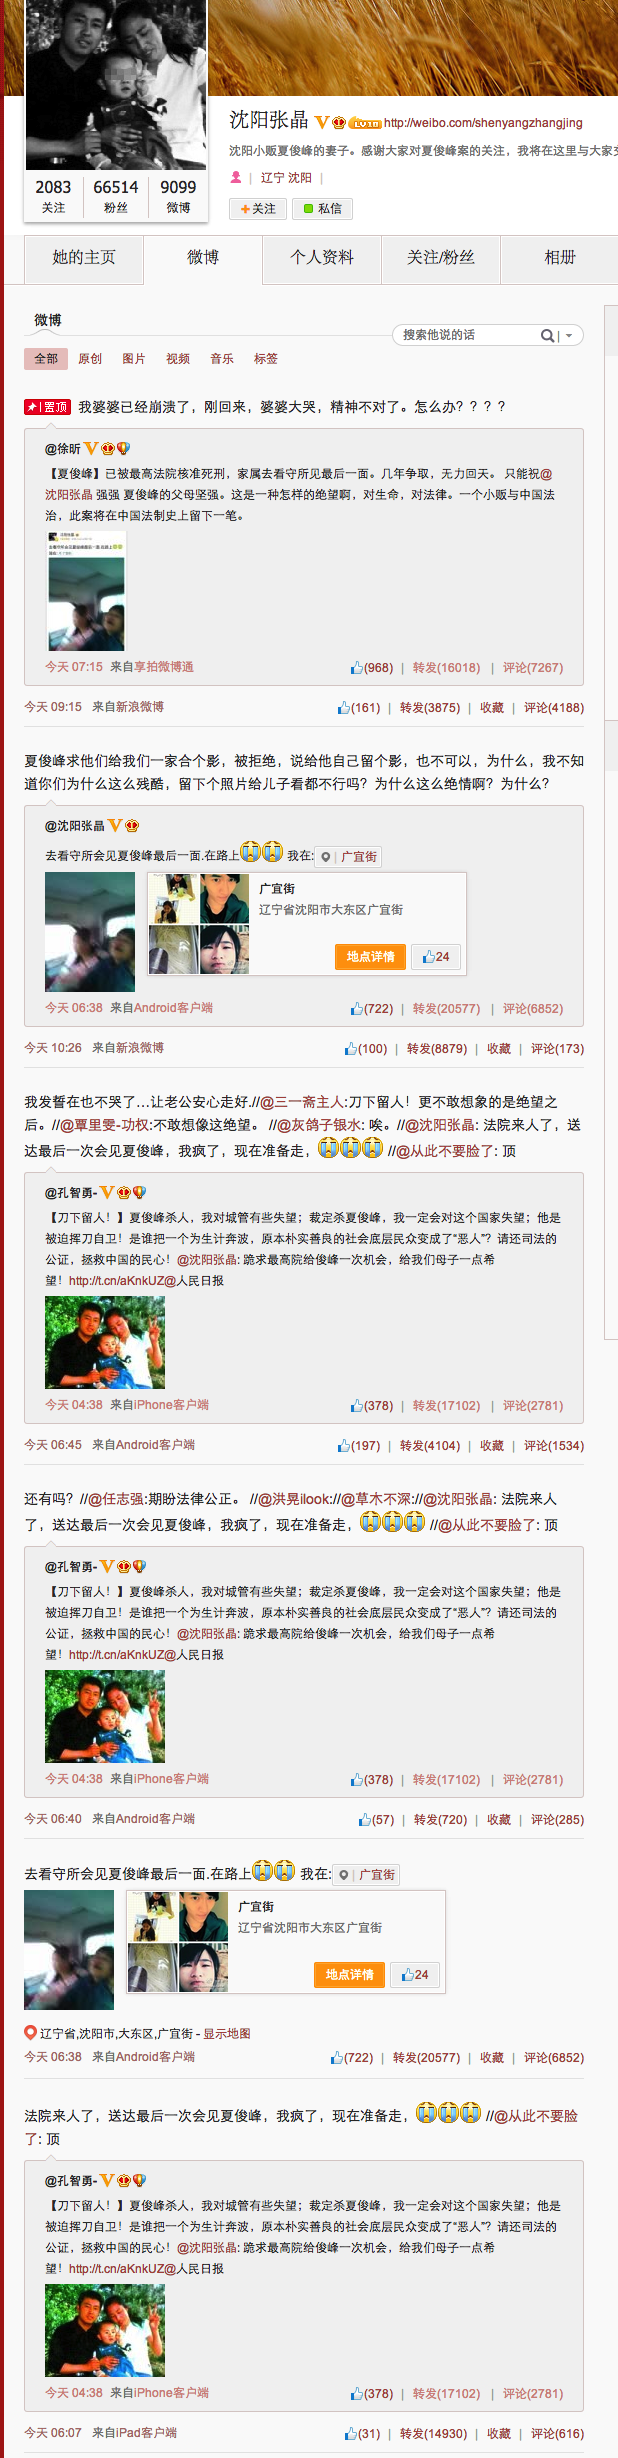 沈阳张晶 V LV10 http://weibo.com/shenyangzhangjing
沈阳小贩夏俊峰的妻子。感谢大家对夏俊峰案的关注，我将在这里与大家
辽宁 沈阳
2083 66514 9099
关注 粉丝 微博
+关注 私信
她的主页 微博 个人资料 关注/粉丝 相册
微博
搜索他说的话
全部 原创 图片 视频 音乐 标签
置顶 我婆婆已经崩溃了，刚回来，婆婆大哭，精神不对了。怎么办？？？？
@徐昕
【夏俊峰】已被最高法院核准死刑，家属去看守所见最后一面。几年争取，无力回天。 只能祝@
沈阳张晶 强强 夏俊峰的父母坚强。这是一种怎样的绝望啊，对生命，对法律。一个小贩与中国法
治，此案将在中国法制史上留下一笔。
今天 07:15 来自享拍微博通 (968) | 转发(16018) | 评论(7267)
今天 09:15 来自新浪微博 (161) | 转发(3875) | 收藏 | 评论(4188)
夏俊峰求他们给我们一家合个影，被拒绝，说给他自己留个影，也不可以，为什么，我不知
道你们为什么这么残酷，留下个照片给儿子看都不行吗？为什么这么绝情啊？为什么？
@沈阳张晶
去看守所会见夏俊峰最后一面.在路上 我在: 广宜街
广宜街
辽宁省沈阳市大东区广宜街
地点详情 24
今天 06:38 来自Android客户端 (722) | 转发(20577) | 评论(6852)
今天 10:26 来自新浪微博 (100) | 转发(8879) | 收藏 | 评论(173)
我发誓在也不哭了...让老公安心走好.//@三一斋主人:刀下留人！更不敢想象的是绝望之
后。//@覃里雯-功权:不敢想像这绝望。 //@灰鸽子银水: 唉。//@沈阳张晶: 法院来人了，送
达最后一次会见夏俊峰，我疯了，现在准备走， //@从此不要脸了: 顶
@孔智勇-
【刀下留人！】夏俊峰杀人，我对城管有些失望；裁定杀夏俊峰，我一定会对这个国家失望；他是
被迫挥刀自卫！是谁把一个为生计奔波，原本朴实善良的社会底层民众变成了“恶人”？请还司法的
公证，拯救中国的民心！@沈阳张晶: 跪求最高院给俊峰一次机会，给我们母子一点希
望！http://t.cn/aKnkUZ@人民日报
今天 04:38 来自iPhone客户端 (378) | 转发(17102) | 评论(2781)
今天 06:45 来自Android客户端 (197) | 转发(4104) | 收藏 | 评论(1534)
还有吗？//@任志强:期盼法律公正。 //@洪晃ilook://@草木不深://@沈阳张晶: 法院来人
了，送达最后一次会见夏俊峰，我疯了，现在准备走， //@从此不要脸了: 顶
@孔智勇-
【刀下留人！】夏俊峰杀人，我对城管有些失望；裁定杀夏俊峰，我一定会对这个国家失望；他是
被迫挥刀自卫！是谁把一个为生计奔波，原本朴实善良的社会底层民众变成了“恶人”？请还司法的
公证，拯救中国的民心！@沈阳张晶: 跪求最高院给俊峰一次机会，给我们母子一点希
望！http://t.cn/aKnkUZ@人民日报
今天 04:38 来自iPhone客户端 (378) | 转发(17102) | 评论(2781)
今天 06:40 来自Android客户端 (57) | 转发(720) | 收藏 | 评论(285)
去看守所会见夏俊峰最后一面.在路上 我在: 广宜街
广宜街
辽宁省沈阳市大东区广宜街
地点详情 24
辽宁省,沈阳市,大东区,广宜街 - 显示地图
今天 06:38 来自Android客户端 (722) | 转发(20577) | 收藏 | 评论(6852)
法院来人了，送达最后一次会见夏俊峰，我疯了，现在准备走， //@从此不要脸
了: 顶
@孔智勇-
【刀下留人！】夏俊峰杀人，我对城管有些失望；裁定杀夏俊峰，我一定会对这个国家失望；他是
被迫挥刀自卫！是谁把一个为生计奔波，原本朴实善良的社会底层民众变成了“恶人”？请还司法的
公证，拯救中国的民心！@沈阳张晶: 跪求最高院给俊峰一次机会，给我们母子一点希
望！http://t.cn/aKnkUZ@人民日报
今天 04:38 来自iPhone客户端 (378) | 转发(17102) | 评论(2781)
今天 06:07 来自iPad客户端 (31) | 转发(14930) | 收藏 | 评论(616)